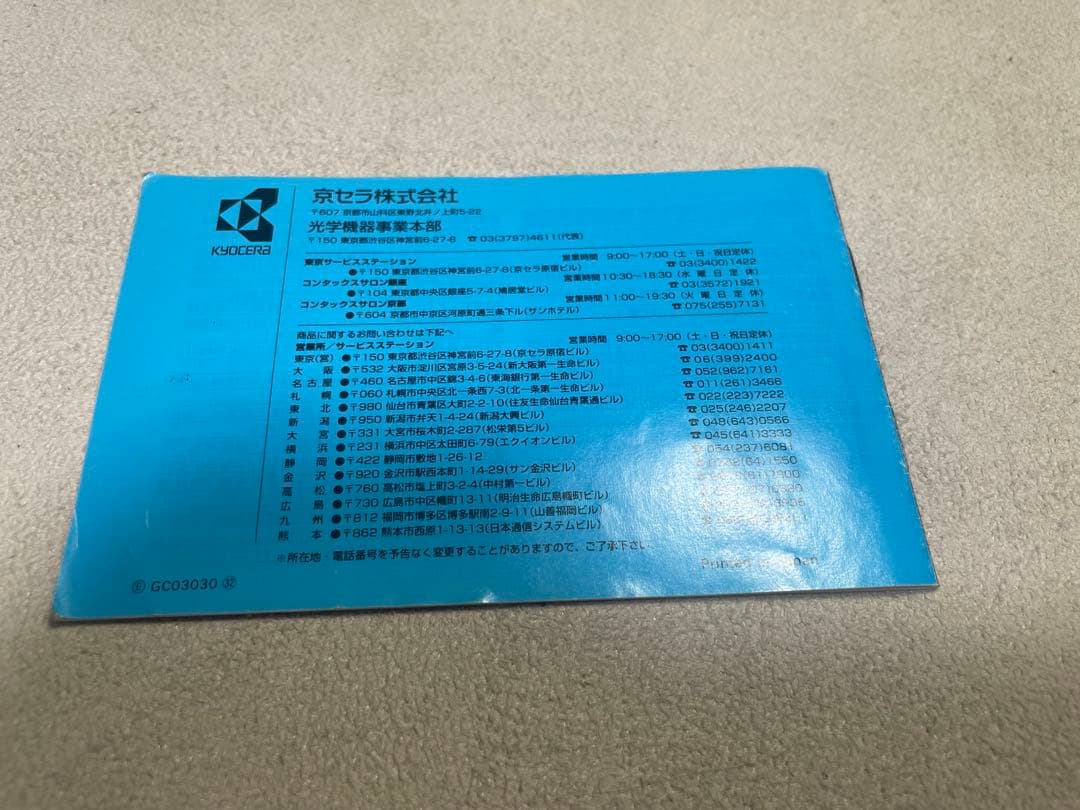 京セラ株式会社
〒607 京都市山科区東野北井ノ上町5-22
光学機器事業本部
〒150 東京都渋谷区神宮前6-27-8 ☎ 03(3797)4611(代表)
KYOCERA
東京サービスステーション 営業時間 9:00~17:00 (土・日・祝日定休)
●〒150 東京都渋谷区神宮前6-27-8(京セラ原宿ビル) ☎ 03(3400)1422
コンタックスサロン銀座 営業時間10:30~18:30 (水曜日定休)
●〒104 東京都中央区銀座5-7-4(鳩居堂ビル) ☎ 03(3572)1921
コンタックスサロン京都 営業時間11:00~19:30 (火曜日定休)
●〒604 京都市中京区河原町通三条下ル(サンホテル) ☎ 075(255)7131
商品に関するお問い合わせは下記へ
営業所/サービスステーション 営業時間 9:00~17:00 (土・日・祝日定休)
東京(営) ●〒150 東京都渋谷区神宮前6-27-8(京セラ原宿ビル) ☎ 03(3400)1411
大阪 ●〒532 大阪市淀川区宮原3-5-24(新大阪第一生命ビル) ☎ 06(399)2400
名古屋 ●〒460 名古屋市中区錦3-4-6(東海銀行第一生命ビル) ☎ 052(962)7161
札幌 ●〒060 札幌市中央区北一条西7-3(北一条第一生命ビル) ☎ 011(261)3466
東北 ●〒980 仙台市青葉区大町2-2-10(住友生命仙台青葉通ビル) ☎ 022(223)7222
新潟 ●〒950 新潟市弁天1-4-24(新潟大興ビル) ☎ 025(246)2207
大宮 ●〒331 大宮市桜木町2-287(松栄第5ビル) ☎ 048(643)0566
横浜 ●〒231 横浜市中区太田町6-79(エクイオンビル) ☎ 045(641)3333
静岡 ●〒422 静岡市敷地1-26-12 ☎ 054(237)6081
金沢 ●〒920 金沢市駅西本町1-14-29(サン金沢ビル)
高松 ●〒760 高松市塩上町3-2-4(中村第一ビル)
広島 ●〒730 広島市中区幟町13-11(明治生命広島幟町ビル)
九州 ●〒812 福岡市博多区博多駅南2-9-11(山善福岡ビル)
熊本 ●〒862 熊本市西原1-13-13(日本通信システムビル)
※所在地・電話番号を予告なく変更することがありますので、ご了承下さい
Printed in Japan
Ⓔ GC03030 ㉜